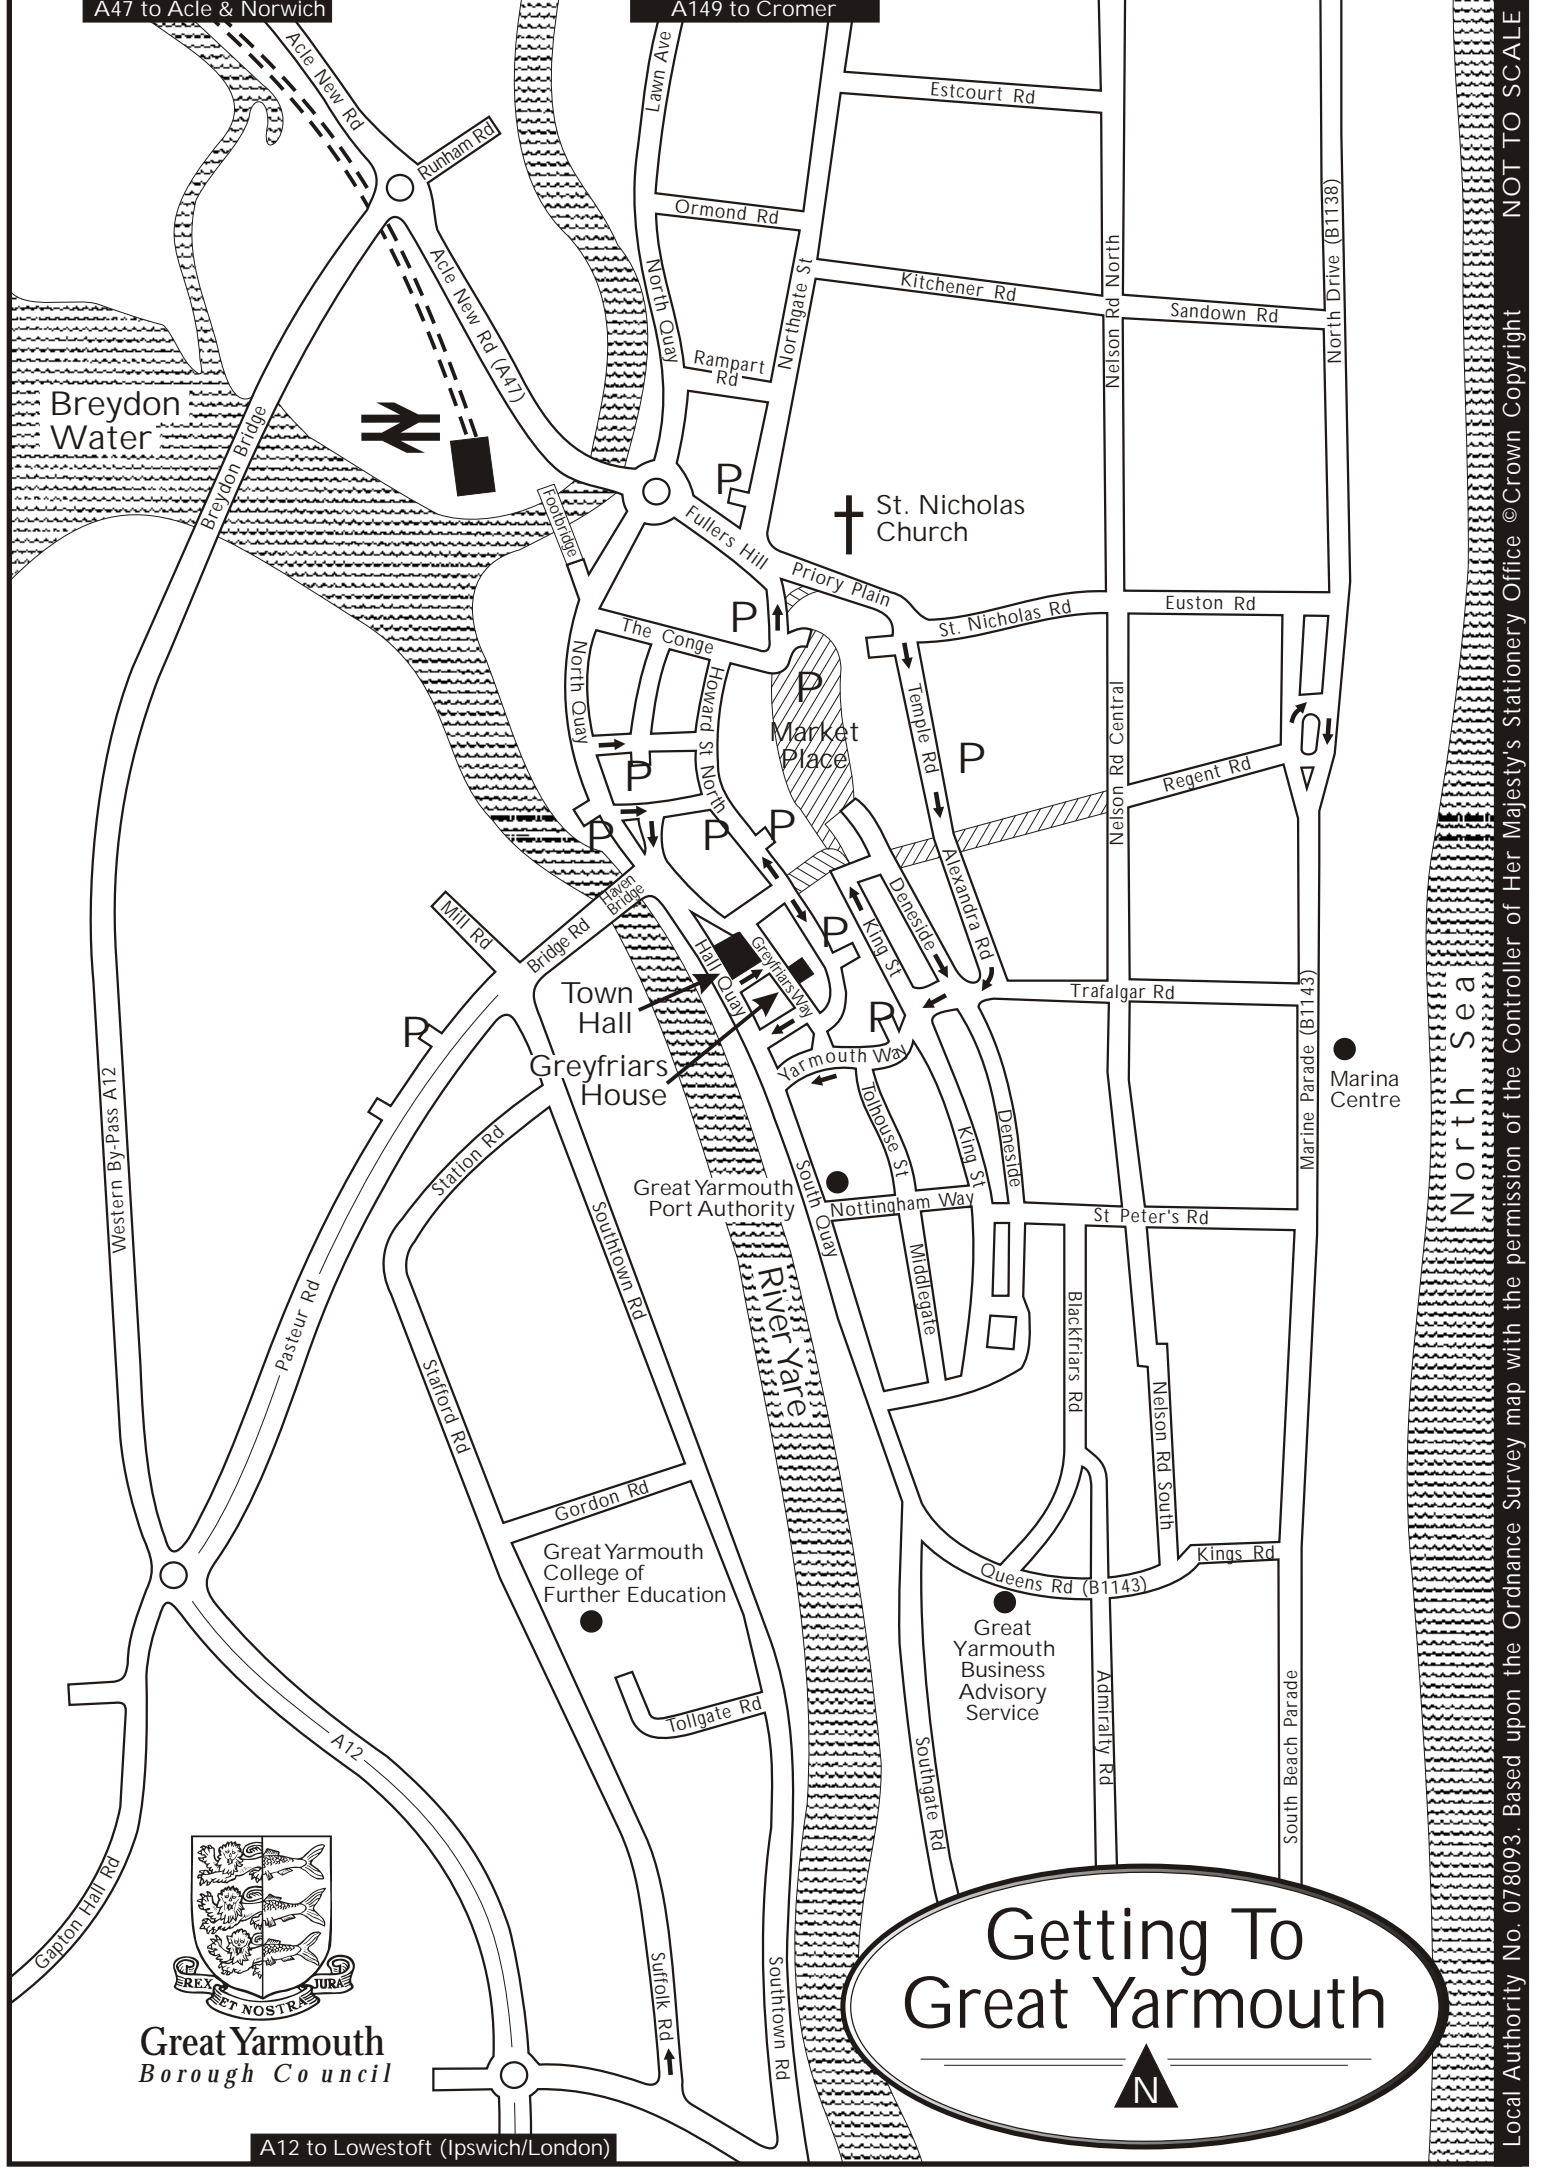 A47 to Acle & Norwich
A149 to Cromer
Acle New Rd
Runham Rd
Lawn Ave
Estcourt Rd
Ormond Rd
North Quay
Northgate St
Kitchener Rd
Nelson Rd North
Sandown Rd
North Drive (B1138)
Acle New Rd (A47)
Rampart
Rd
Breydon
Water
Breydon Bridge
P
St. Nicholas
Church
Footbridge
Fullers Hill
Priory Plain
St. Nicholas Rd
Euston Rd
P
The Conge
North Quay
Howard St North
P
Market
Place
Temple Rd
P
Nelson Rd Central
Regent Rd
P
P
P
P
Haven
Bridge
Mill Rd
Bridge Rd
Hall Quay
Greyfriars Way
P
King St
Deneside
Alexandra Rd
Trafalgar Rd
Town
Hall
P
P
Greyfriars
House
Yarmouth Way
Marine Parade (B1143)
Marina
Centre
North Sea
Western By-Pass A12
Station Rd
Tolhouse St
King St
Deneside
Great Yarmouth
Port Authority
South Quay
Nottingham Way
St Peter's Rd
Southtown Rd
Middlegate
River Yare
Blackfriars Rd
Pasteur Rd
Stafford Rd
Nelson Rd South
Gordon Rd
Great Yarmouth
College of
Further Education
Kings Rd
Queens Rd (B1143)
Great
Yarmouth
Business
Advisory
Service
Tollgate Rd
A12
Southgate Rd
Admiralty Rd
South Beach Parade
Gapton Hall Rd
REX
ET NOSTRA
JURA
Great Yarmouth
Borough Council
Suffolk Rd
Southtown Rd
Getting To
Great Yarmouth
N
A12 to Lowestoft (Ipswich/London)
Local Authority No. 078093. Based upon the Ordnance Survey map with the permission of the Controller of Her Majesty's Stationery Office © Crown Copyright NOT TO SCALE